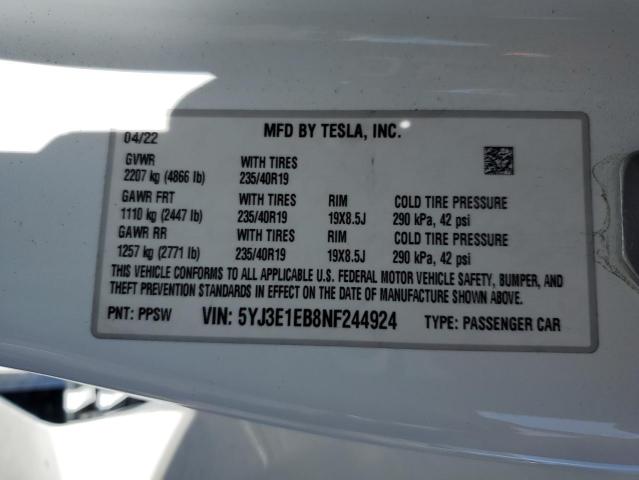 04/22 MFD BY TESLA, INC.
GVWR WITH TIRES
2207 kg (4866 lb) 235/40R19
GAWR FRT WITH TIRES RIM COLD TIRE PRESSURE
1110 kg (2447 lb) 235/40R19 19X8.5J 290 kPa, 42 psi
GAWR RR WITH TIRES RIM COLD TIRE PRESSURE
1257 kg (2771 lb) 235/40R19 19X8.5J 290 kPa, 42 psi
THIS VEHICLE CONFORMS TO ALL APPLICABLE U.S. FEDERAL MOTOR VEHICLE SAFETY, BUMPER, AND
THEFT PREVENTION STANDARDS IN EFFECT ON THE DATE OF MANUFACTURE SHOWN ABOVE.
PNT: PPSW VIN: 5YJ3E1EB8NF244924 TYPE: PASSENGER CAR